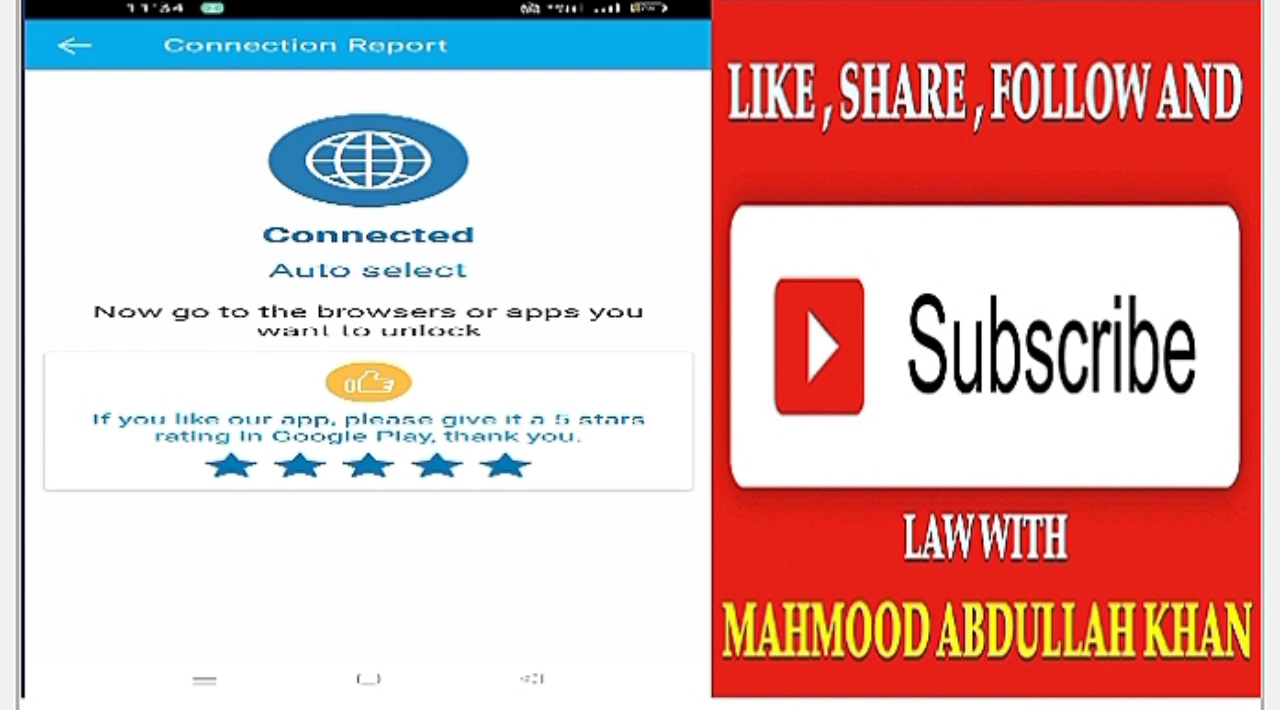 11:34
Connection Report
Connected
Auto select
Now go to the browsers or apps you
want to unlock
If you like our app, please give it a 5 stars
rating in Google Play, thank you.
LIKE , SHARE , FOLLOW AND
Subscribe
LAW WITH
MAHMOOD ABDULLAH KHAN